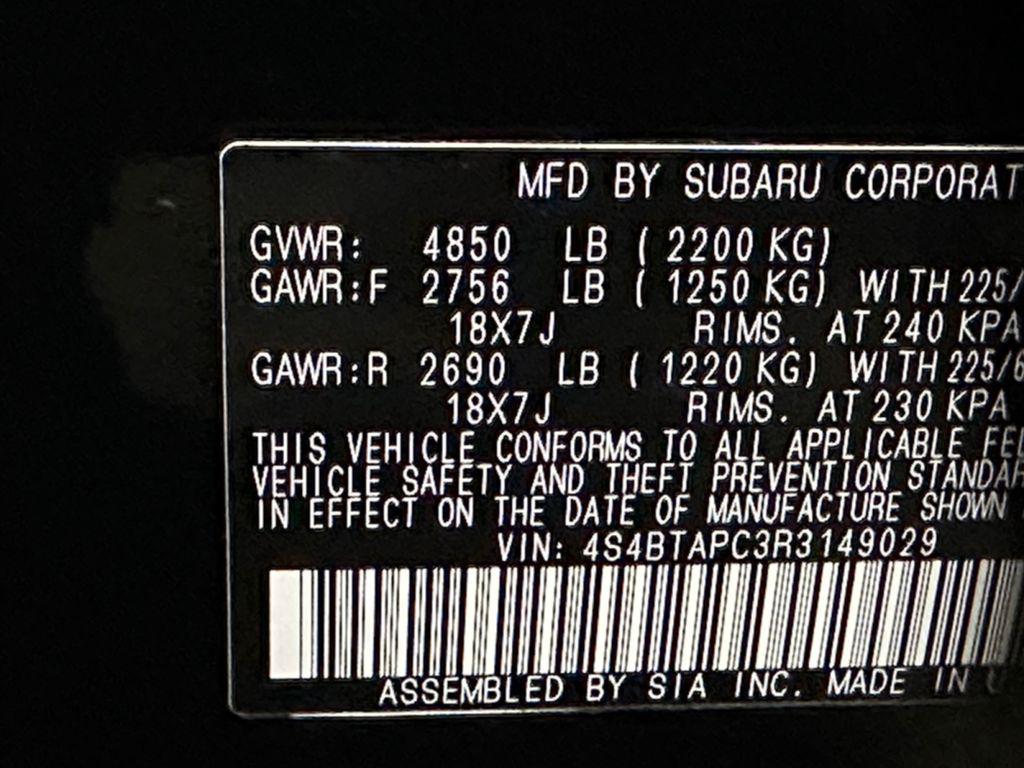 MFD BY SUBARU CORPORAT
GVWR: 4850 LB ( 2200 KG)
GAWR:F 2756 LB ( 1250 KG) WITH 225/
18X7J RIMS. AT 240 KPA
GAWR:R 2690 LB ( 1220 KG) WITH 225/6
18X7J RIMS. AT 230 KPA
THIS VEHICLE CONFORMS TO ALL APPLICABLE FE
VEHICLE SAFETY AND THEFT PREVENTION STANDAR
IN EFFECT ON THE DATE OF MANUFACTURE SHOWN
VIN: 4S4BTAPC3R3149029
ASSEMBLED BY SIA INC. MADE IN